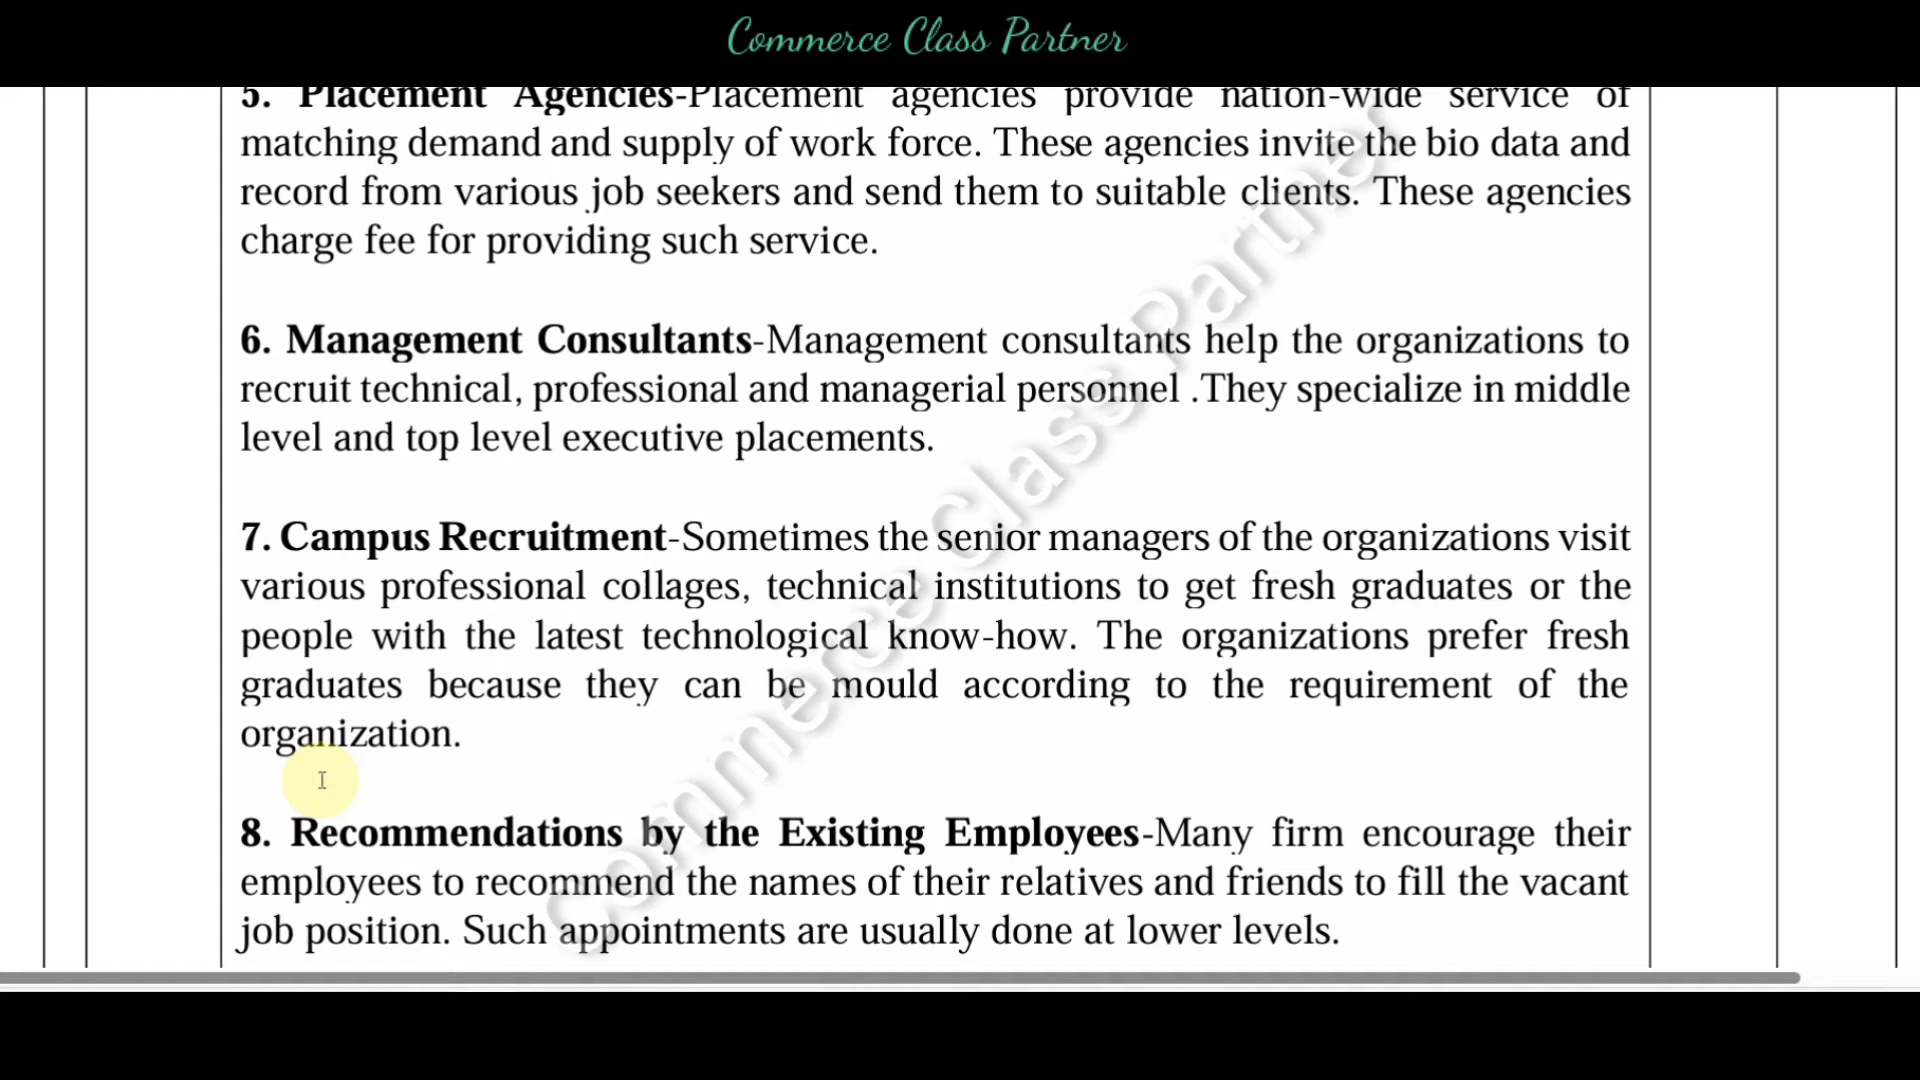 Commerce Class Partner
5. Placement Agencies-Placement agencies provide nation-wide service of
matching demand and supply of work force. These agencies invite the bio data and
record from various job seekers and send them to suitable clients. These agencies
charge fee for providing such service.
6. Management Consultants-Management consultants help the organizations to
recruit technical, professional and managerial personnel .They specialize in middle
level and top level executive placements.
7. Campus Recruitment-Sometimes the senior managers of the organizations visit
various professional collages, technical institutions to get fresh graduates or the
people with the latest technological know-how. The organizations prefer fresh
graduates because they can be mould according to the requirement of the
organization.
8. Recommendations by the Existing Employees-Many firm encourage their
employees to recommend the names of their relatives and friends to fill the vacant
job position. Such appointments are usually done at lower levels.
Commerce Class Partner